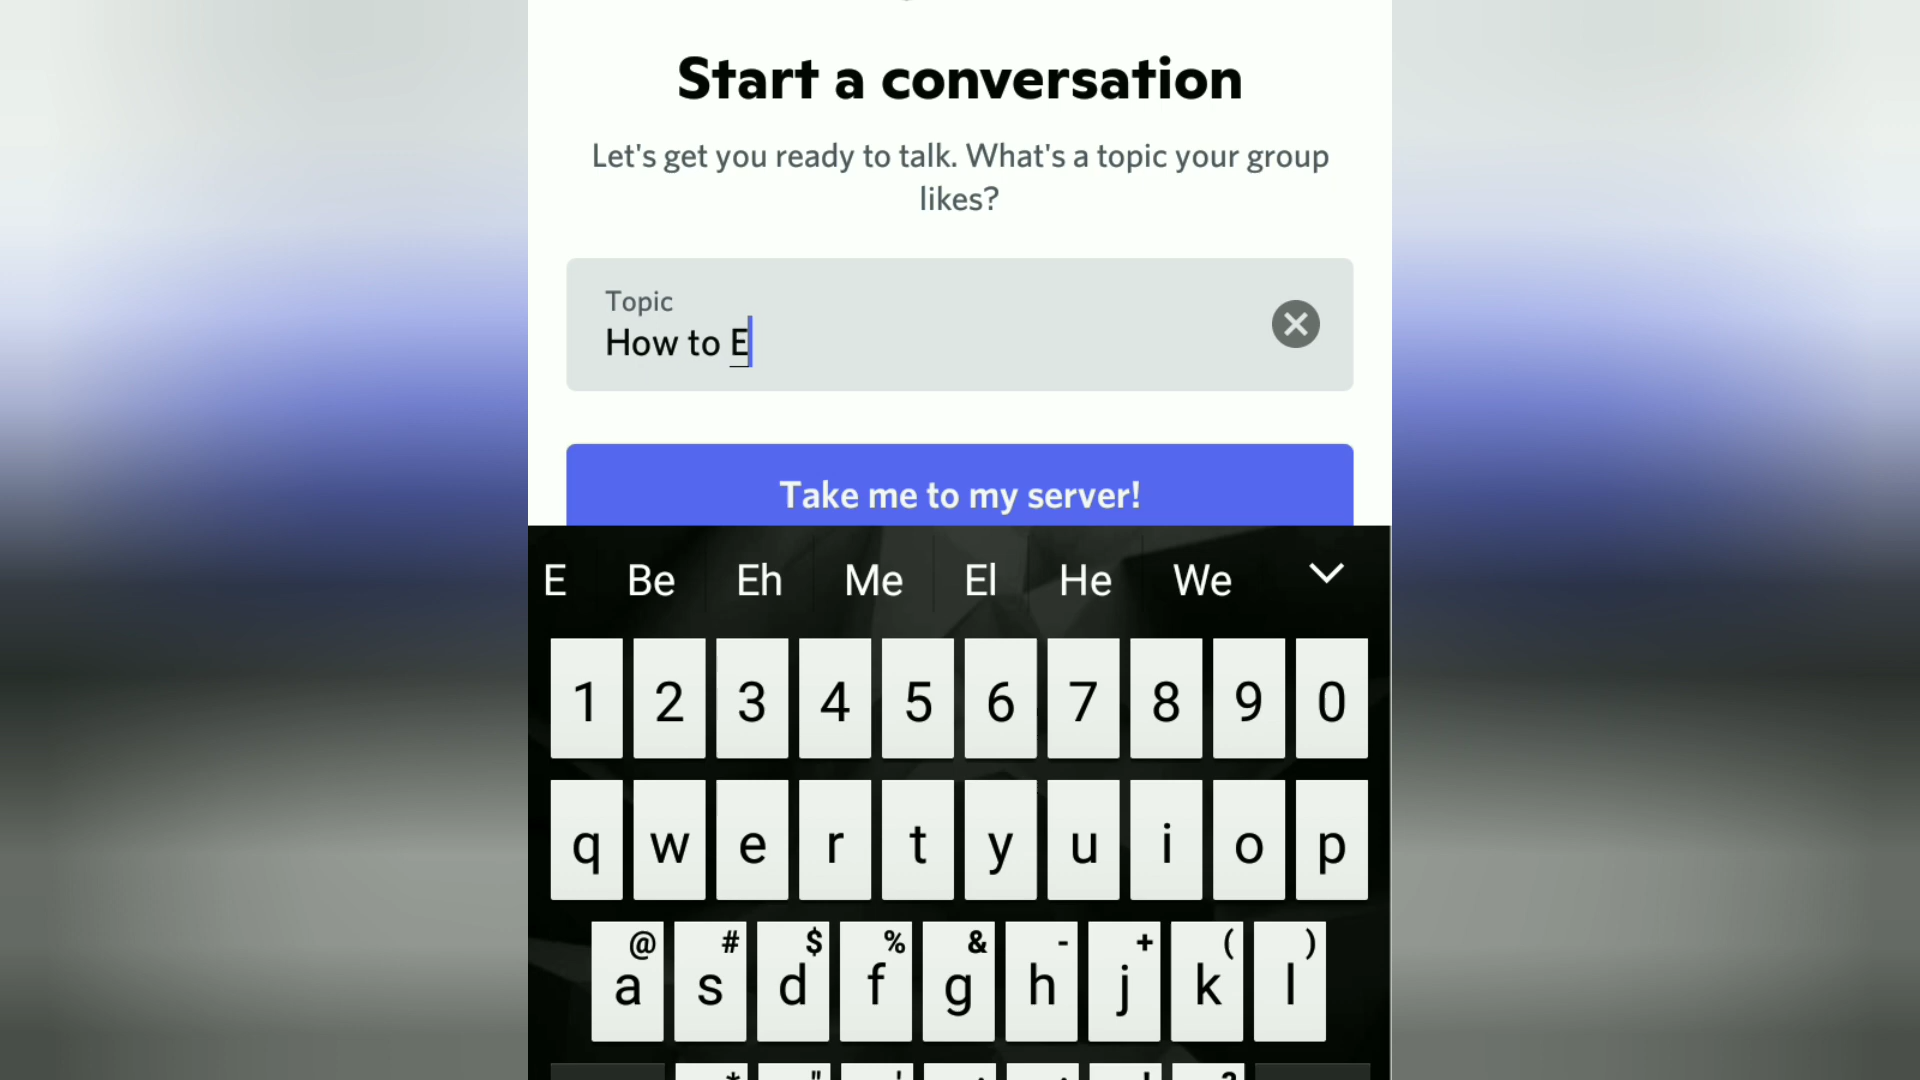 Start a conversation
Let's get you ready to talk. What's a topic your group
likes?
Topic
How to E
Take me to my server!
E Be Eh Me El He We
1 2 3 4 5 6 7 8 9 0
q w e r t y u i o p
@ # $ % & - + ( )
a s d f g h j k l